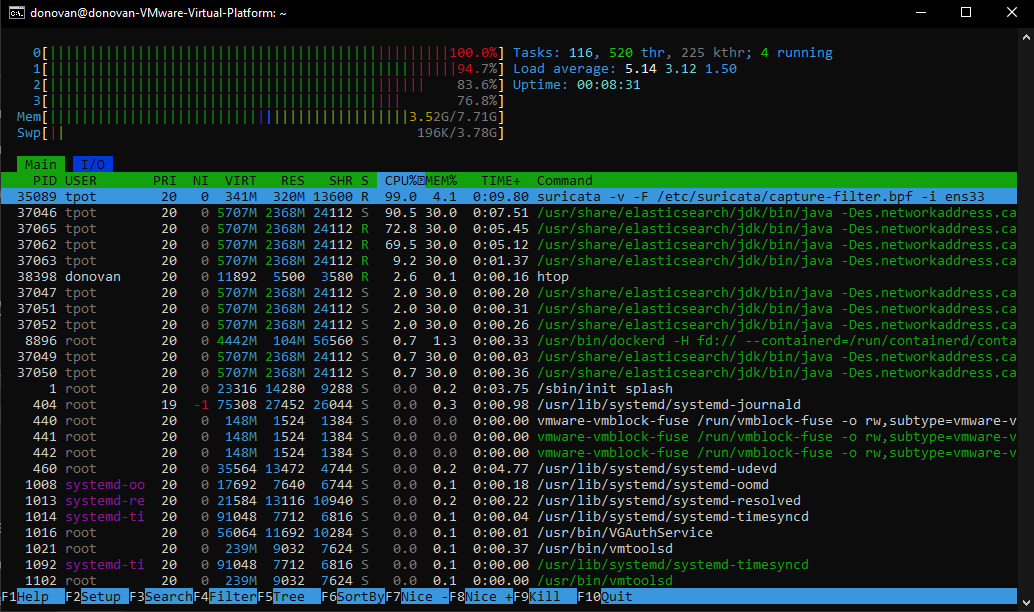 donovan@donovan-VMware-Virtual-Platform: ~
0[||||||||||||||||||||||||||||||||||||||||||||||||||100.0%] Tasks: 116, 520 thr, 225 kthr; 4 running
1[|||||||||||||||||||||||||||||||||||||||||||||||||||94.7%] Load average: 5.14 3.12 1.50
2[||||||||||||||||||||||||||||||||||||||||||||||| 83.6%] Uptime: 00:08:31
3[|||||||||||||||||||||||||||||||||||||||||||| 76.8%]
Mem[|||||||||||||||||||||||||||||||||||||||||||||3.52G/7.71G]
Swp[|| 196K/3.78G]
Main I/O
PID USER PRI NI VIRT RES SHR S CPU% MEM% TIME+ Command
35089 tpot 20 0 341M 320M 13600 R 99.0 4.1 0:09.80 suricata -v -F /etc/suricata/capture-filter.bpf -i ens33
37046 tpot 20 0 5707M 2368M 24112 S 90.5 30.0 0:07.51 /usr/share/elasticsearch/jdk/bin/java -Des.networkaddress.ca
37065 tpot 20 0 5707M 2368M 24112 R 72.8 30.0 0:05.45 /usr/share/elasticsearch/jdk/bin/java -Des.networkaddress.ca
37062 tpot 20 0 5707M 2368M 24112 R 69.5 30.0 0:05.12 /usr/share/elasticsearch/jdk/bin/java -Des.networkaddress.ca
37063 tpot 20 0 5707M 2368M 24112 R 9.2 30.0 0:01.37 /usr/share/elasticsearch/jdk/bin/java -Des.networkaddress.ca
38398 donovan 20 0 11892 5500 3580 R 2.6 0.1 0:00.16 htop
37047 tpot 20 0 5707M 2368M 24112 S 2.0 30.0 0:00.20 /usr/share/elasticsearch/jdk/bin/java -Des.networkaddress.ca
37051 tpot 20 0 5707M 2368M 24112 S 2.0 30.0 0:00.31 /usr/share/elasticsearch/jdk/bin/java -Des.networkaddress.ca
37052 tpot 20 0 5707M 2368M 24112 S 2.0 30.0 0:00.26 /usr/share/elasticsearch/jdk/bin/java -Des.networkaddress.ca
8896 root 20 0 4442M 104M 56560 S 0.7 1.3 0:00.33 /usr/bin/dockerd -H fd:// --containerd=/run/containerd/conta
37049 tpot 20 0 5707M 2368M 24112 S 0.7 30.0 0:00.03 /usr/share/elasticsearch/jdk/bin/java -Des.networkaddress.ca
37050 tpot 20 0 5707M 2368M 24112 S 0.7 30.0 0:00.36 /usr/share/elasticsearch/jdk/bin/java -Des.networkaddress.ca
1 root 20 0 23316 14280 9288 S 0.0 0.2 0:03.75 /sbin/init splash
404 root 19 -1 75308 27452 26044 S 0.0 0.3 0:00.98 /usr/lib/systemd/systemd-journald
440 root 20 0 148M 1524 1384 S 0.0 0.0 0:00.00 vmware-vmblock-fuse /run/vmblock-fuse -o rw,subtype=vmware-v
441 root 20 0 148M 1524 1384 S 0.0 0.0 0:00.00 vmware-vmblock-fuse /run/vmblock-fuse -o rw,subtype=vmware-v
442 root 20 0 148M 1524 1384 S 0.0 0.0 0:00.00 vmware-vmblock-fuse /run/vmblock-fuse -o rw,subtype=vmware-v
460 root 20 0 35564 13472 4744 S 0.0 0.2 0:04.77 /usr/lib/systemd/systemd-udevd
1008 systemd-oo 20 0 17692 7640 6744 S 0.0 0.1 0:00.18 /usr/lib/systemd/systemd-oomd
1013 systemd-re 20 0 21584 13116 10940 S 0.0 0.2 0:00.22 /usr/lib/systemd/systemd-resolved
1014 systemd-ti 20 0 91048 7712 6816 S 0.0 0.1 0:00.04 /usr/lib/systemd/systemd-timesyncd
1016 root 20 0 56064 11692 10284 S 0.0 0.1 0:00.01 /usr/bin/VGAuthService
1021 root 20 0 239M 9032 7624 S 0.0 0.1 0:00.37 /usr/bin/vmtoolsd
1092 systemd-ti 20 0 91048 7712 6816 S 0.0 0.1 0:00.00 /usr/lib/systemd/systemd-timesyncd
1102 root 20 0 239M 9032 7624 S 0.0 0.1 0:00.00 /usr/bin/vmtoolsd
F1Help F2Setup F3SearchF4FilterF5Tree F6SortByF7Nice -F8Nice +F9Kill F10Quit